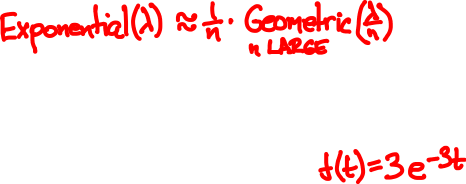 Exponential(λ) ≈ 1/n · Geometric(λ/n)
n LARGE
f(t)=3e^{-3t}